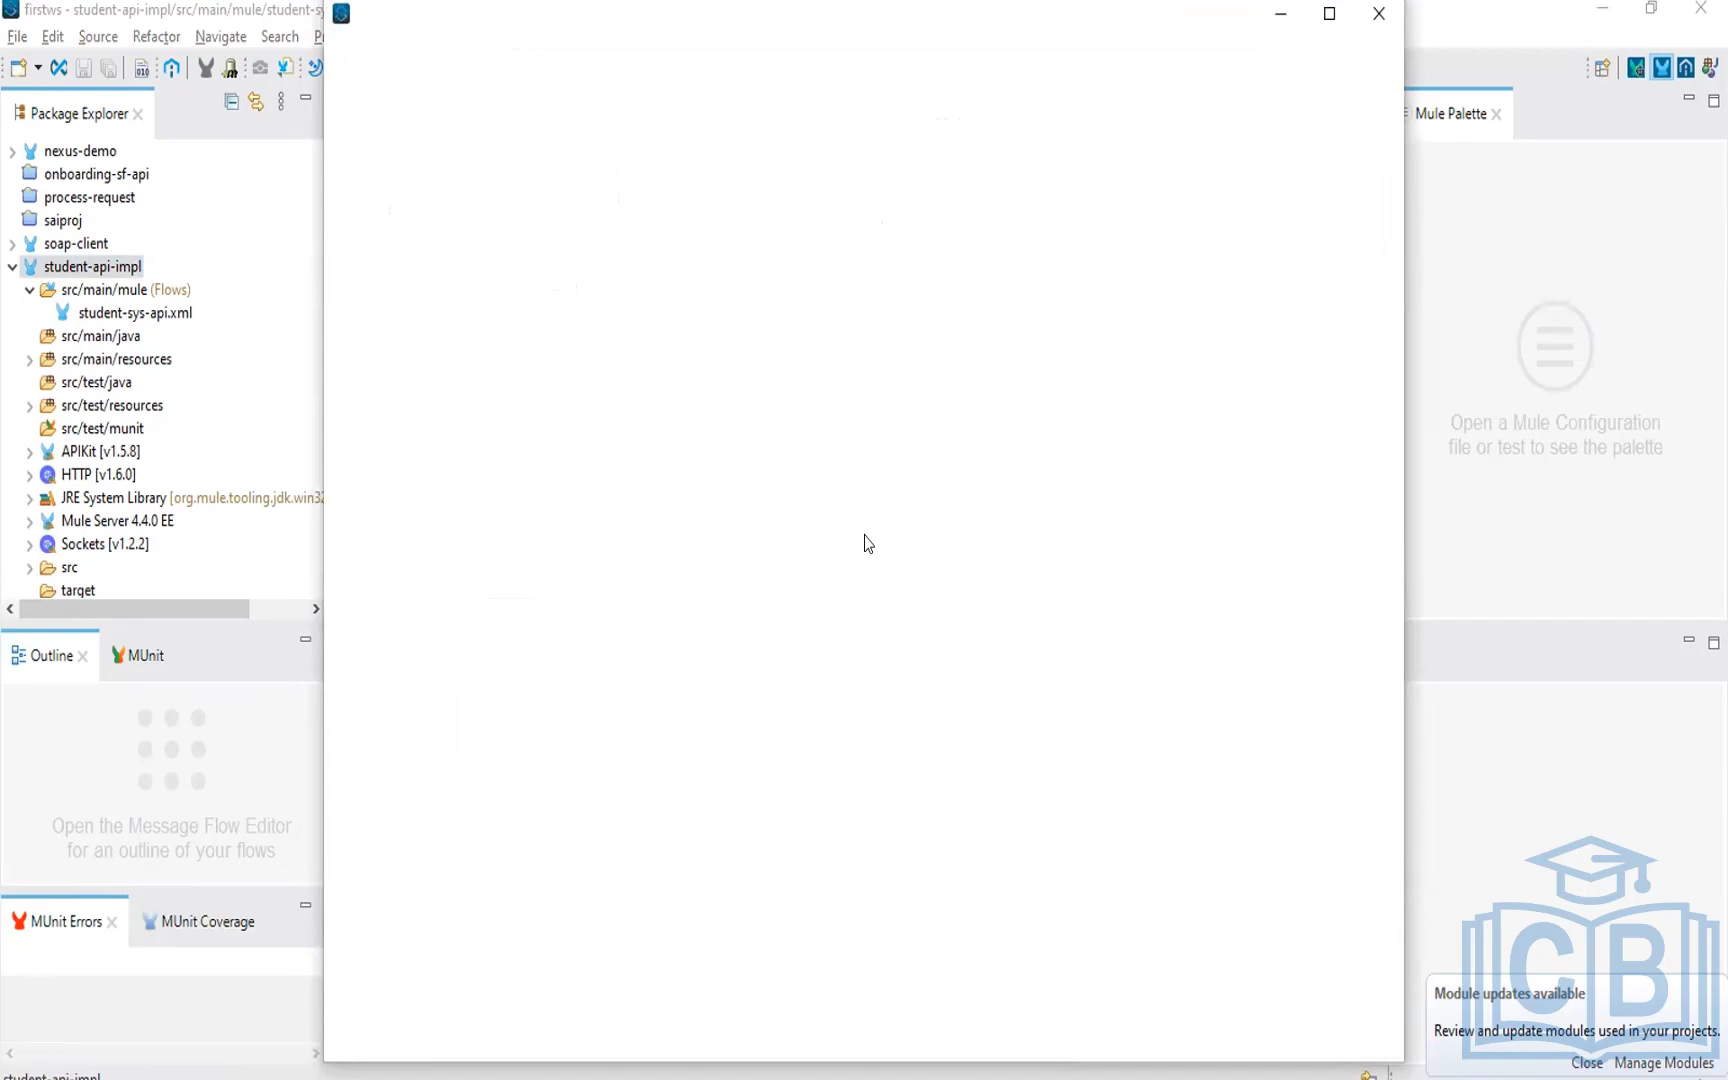 firstws - student-api-impl/src/main/mule/student-s
File Edit Source Refactor Navigate Search
Package Explorer
nexus-demo
onboarding-sf-api
process-request
saiproj
soap-client
student-api-impl
src/main/mule (Flows)
student-sys-api.xml
src/main/java
src/main/resources
src/test/java
src/test/resources
src/test/munit
APIKit [v1.5.8]
HTTP [v1.6.0]
JRE System Library [org.mule.tooling.jdk.win32
Mule Server 4.4.0 EE
Sockets [v1.2.2]
src
target
Outline MUnit
Open the Message Flow Editor
for an outline of your flows
MUnit Errors MUnit Coverage
student-api-impl
Mule Palette
Open a Mule Configuration
file or test to see the palette
CB
Module updates available
Review and update modules used in your projects.
Close Manage Modules